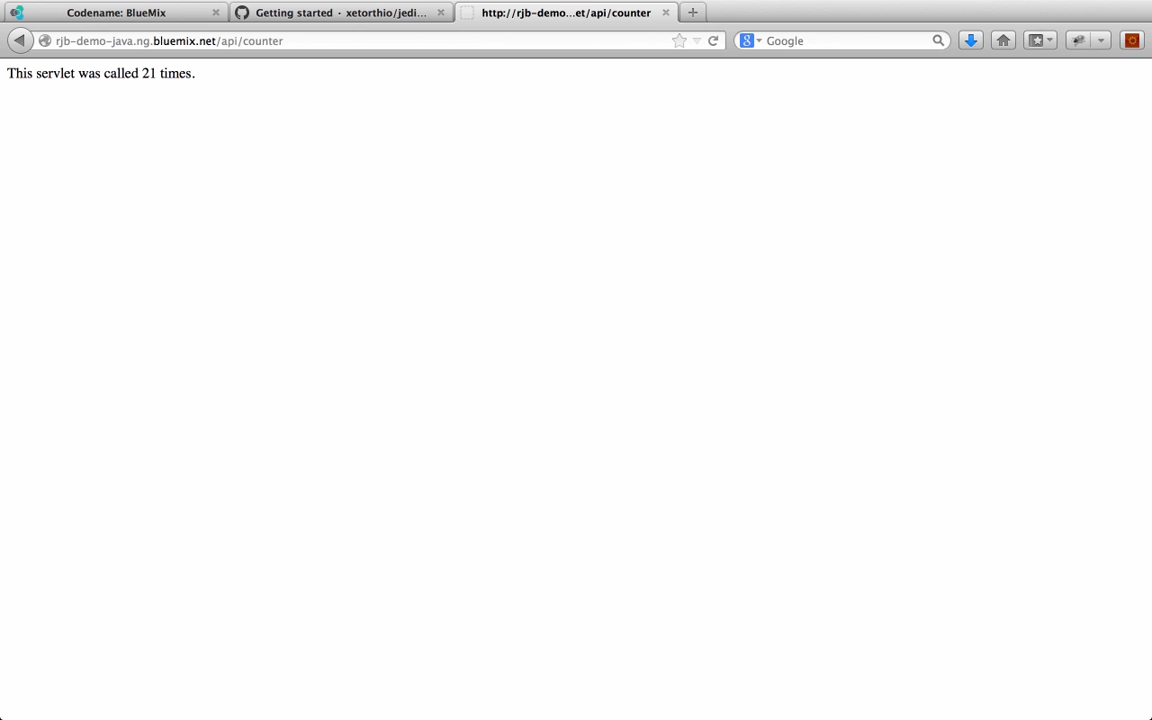 Codename: BlueMix
Getting started · xetorthio/jedi...
http://rjb-demo...et/api/counter
rjb-demo-java.ng.bluemix.net/api/counter
Google
This servlet was called 21 times.